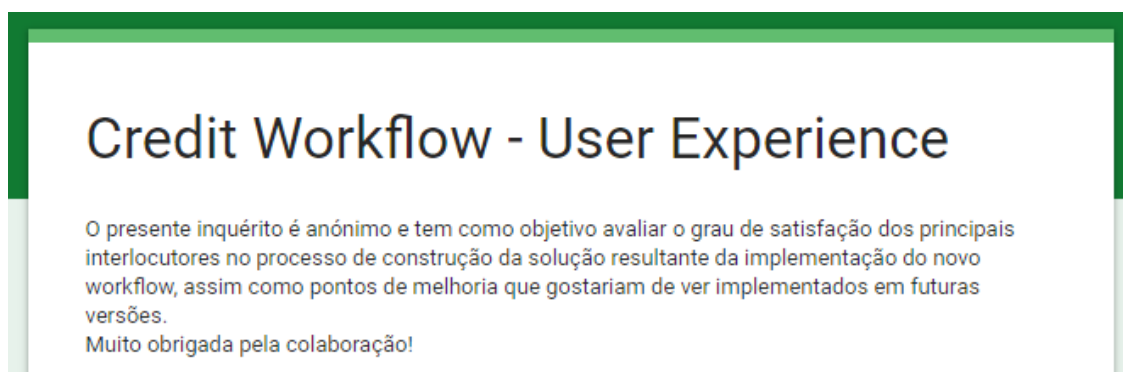 Credit Workflow - User Experience
O presente inquérito é anónimo e tem como objetivo avaliar o grau de satisfação dos principais
interlocutores no processo de construção da solução resultante da implementação do novo
workflow, assim como pontos de melhoria que gostariam de ver implementados em futuras
versões.
Muito obrigada pela colaboração!